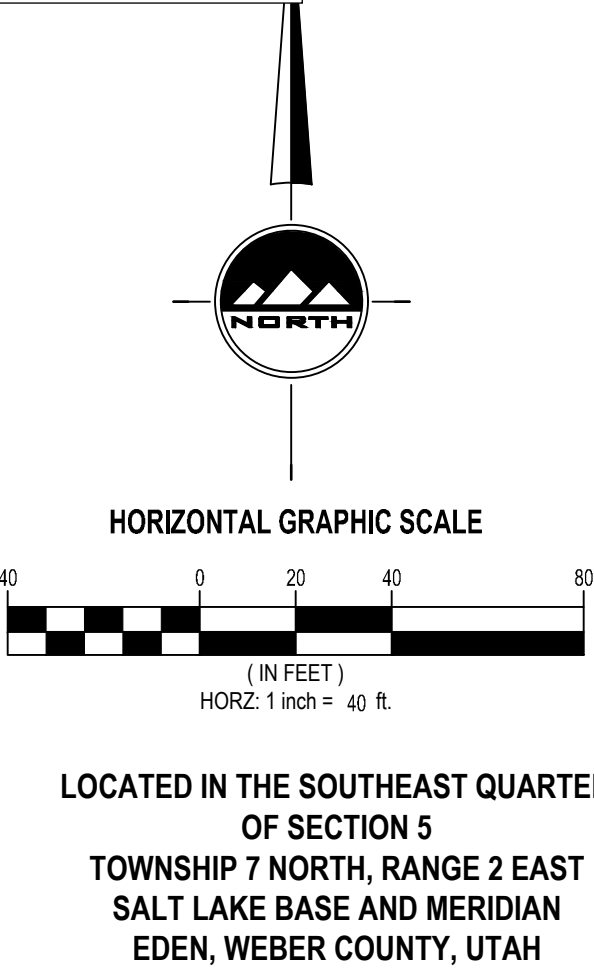 NORTH
HORIZONTAL GRAPHIC SCALE
40 0 20 40 80
( IN FEET )
HORZ: 1 inch = 40 ft.
LOCATED IN THE SOUTHEAST QUARTE
OF SECTION 5
TOWNSHIP 7 NORTH, RANGE 2 EAST
SALT LAKE BASE AND MERIDIAN
EDEN, WEBER COUNTY, UTAH